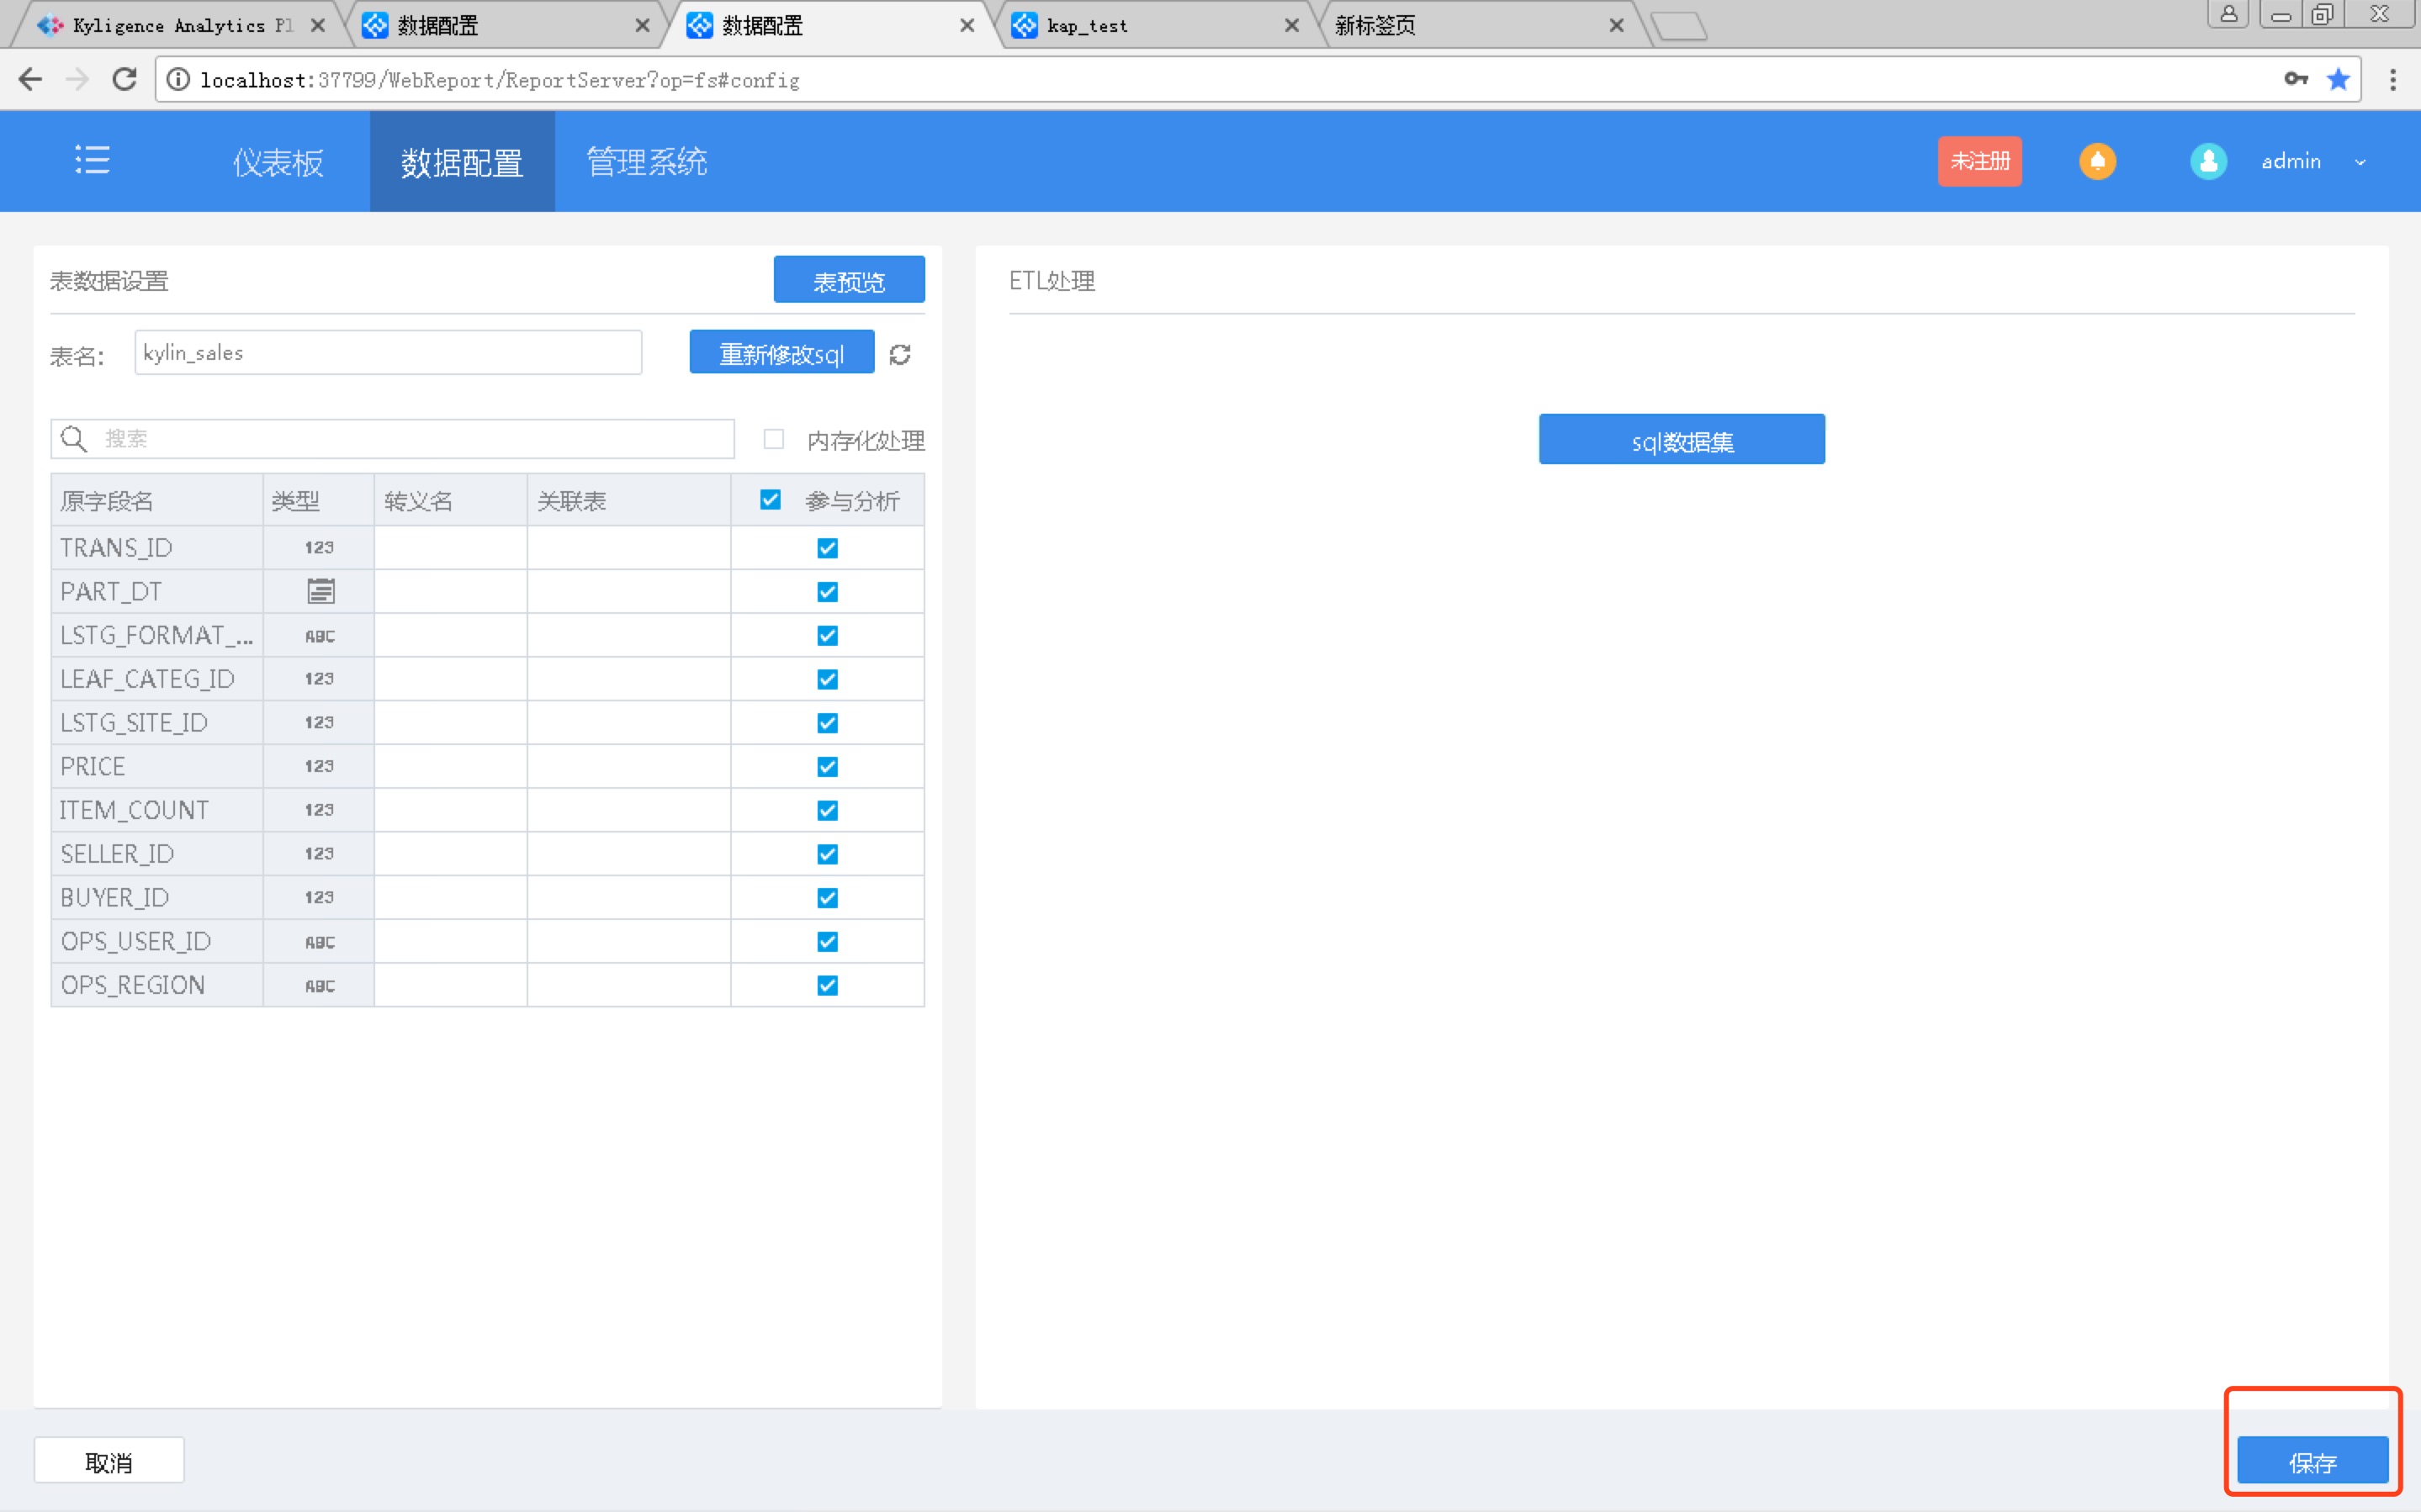 Kyligence Analytics Pl
数据配置
数据配置
kap_test
新标签页
localhost:37799/WebReport/ReportServer?op=fs#config
仪表板
数据配置
管理系统
未注册
admin
表数据设置
表预览
表名:
kylin_sales
重新修改sql
搜索
内存化处理
原字段名 类型 转义名 关联表 参与分析
TRANS_ID 123
PART_DT
LSTG_FORMAT_... ABC
LEAF_CATEG_ID 123
LSTG_SITE_ID 123
PRICE 123
ITEM_COUNT 123
SELLER_ID 123
BUYER_ID 123
OPS_USER_ID ABC
OPS_REGION ABC
ETL处理
sql数据集
取消
保存